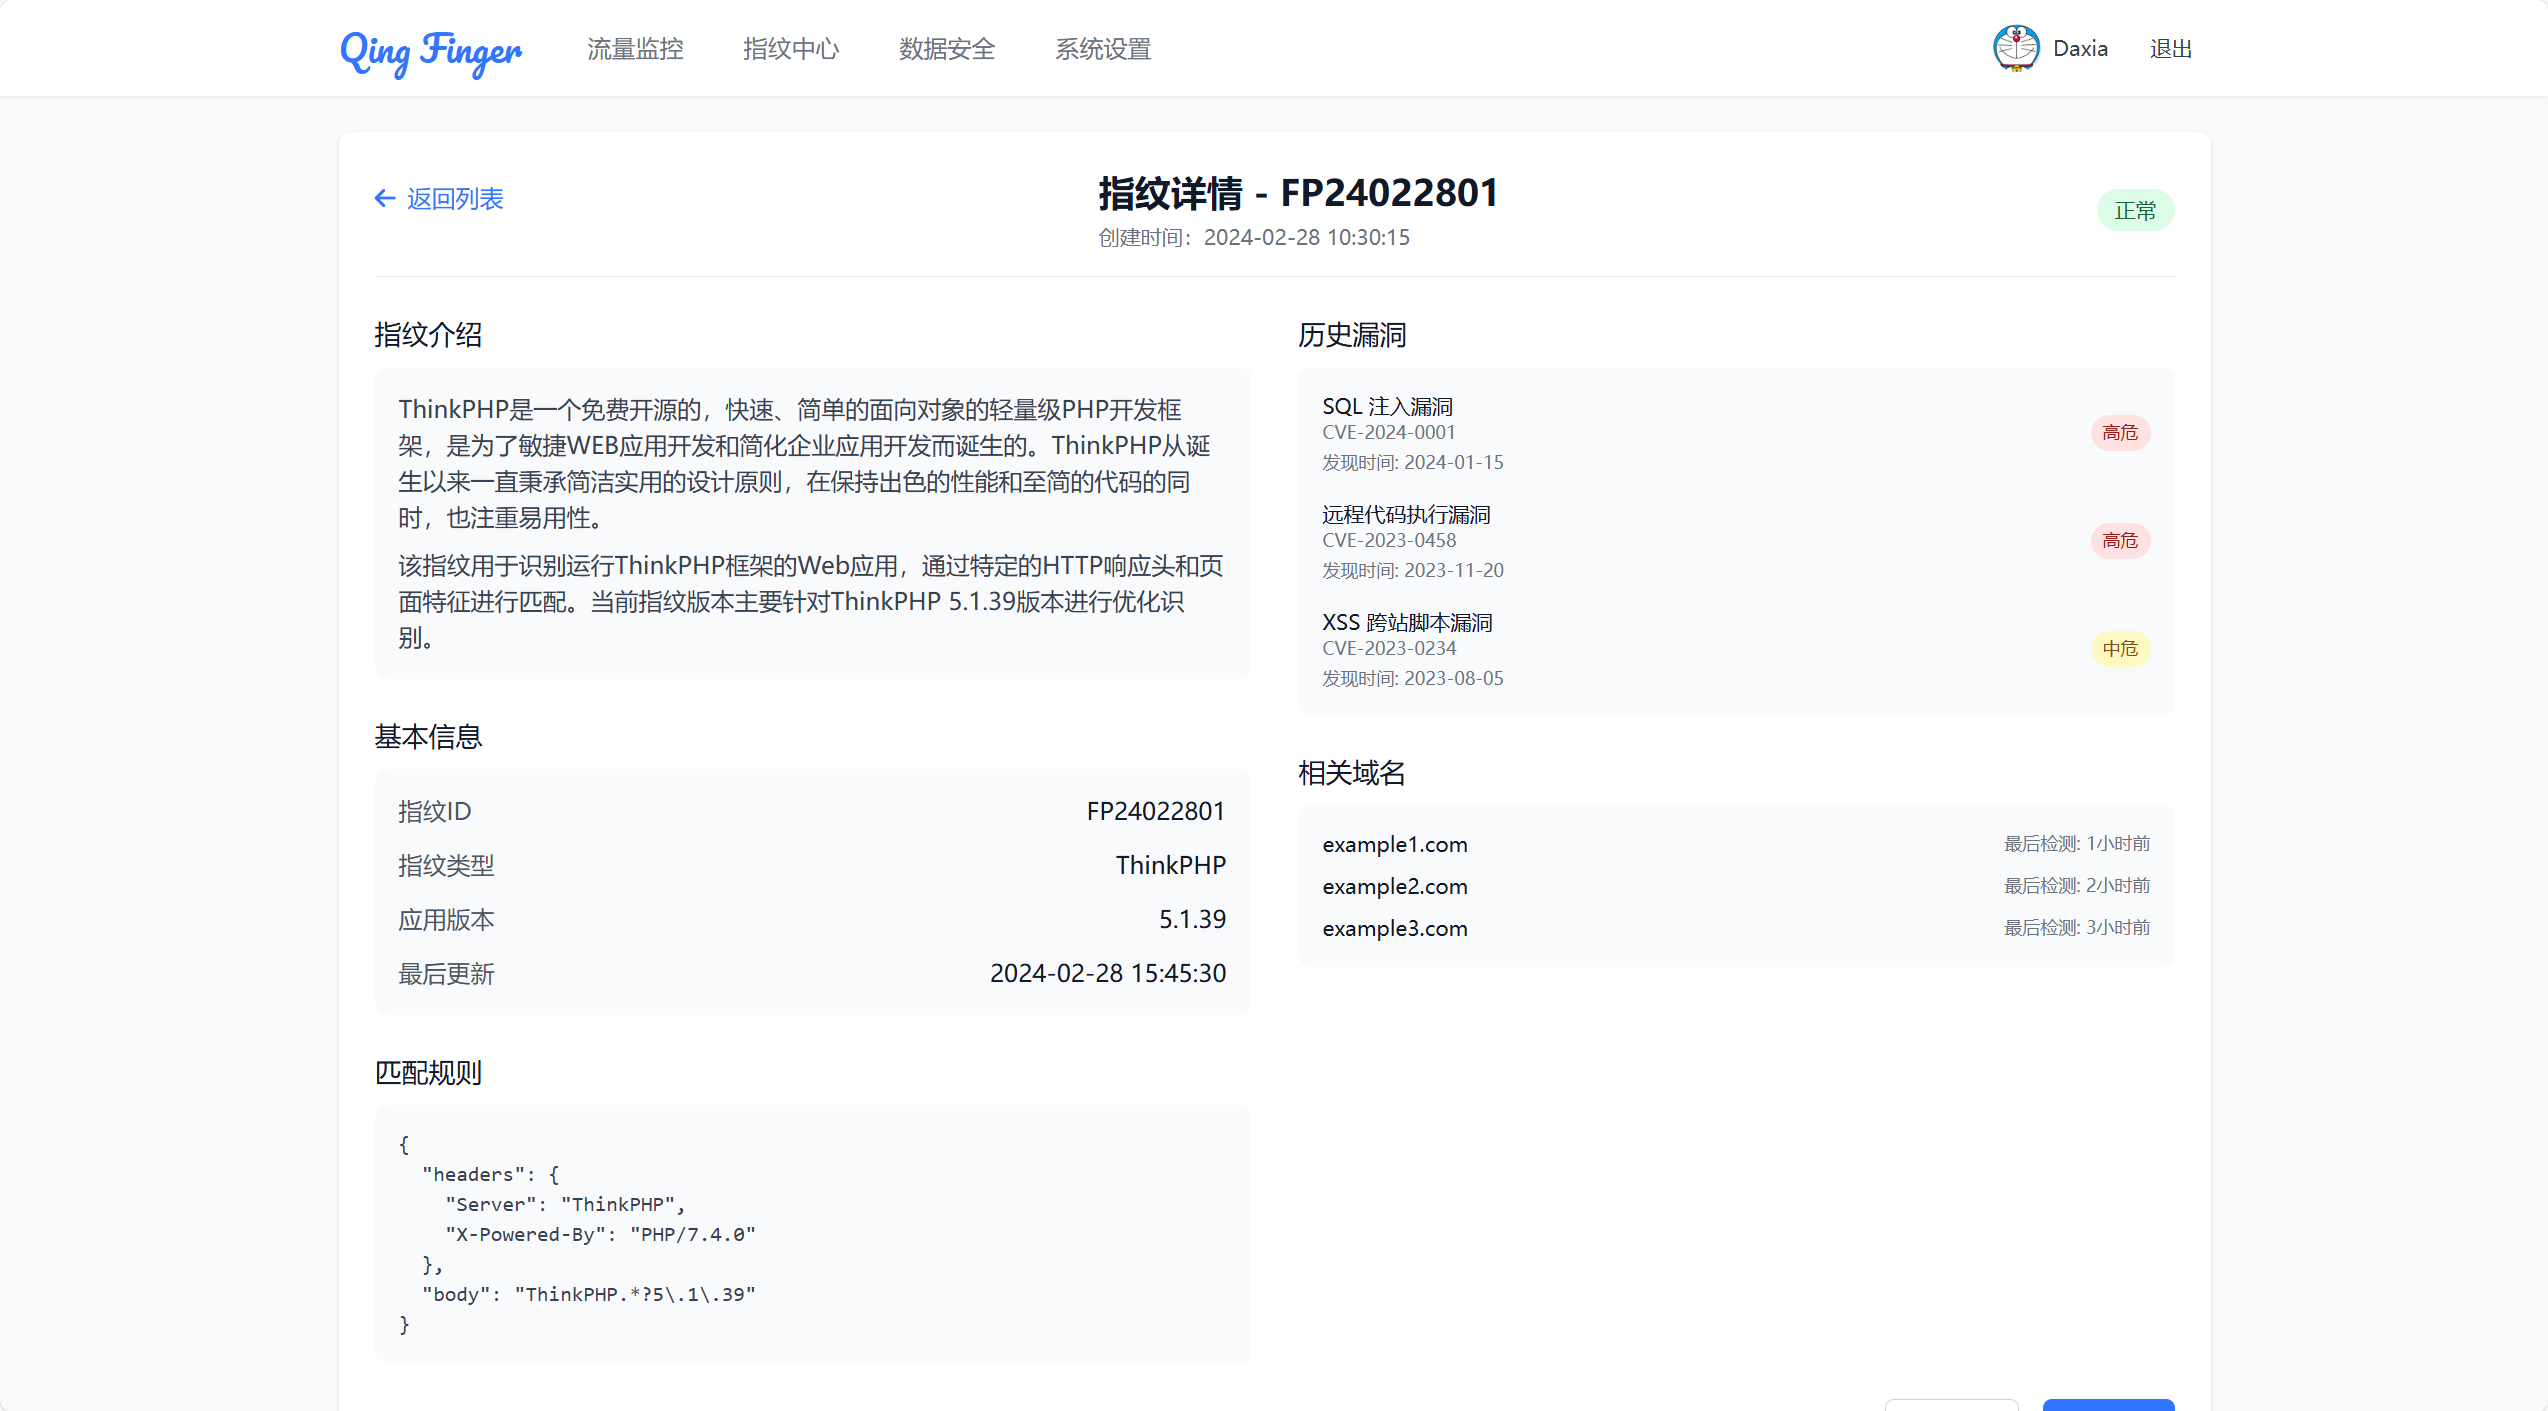 Qing Finger
流量监控
指纹中心
数据安全
系统设置
Daxia
退出
← 返回列表
指纹详情 - FP24022801
创建时间：2024-02-28 10:30:15
正常
指纹介绍
ThinkPHP是一个免费开源的，快速、简单的面向对象的轻量级PHP开发框
架，是为了敏捷WEB应用开发和简化企业应用开发而诞生的。ThinkPHP从诞
生以来一直秉承简洁实用的设计原则，在保持出色的性能和至简的代码的同
时，也注重易用性。
该指纹用于识别运行ThinkPHP框架的Web应用，通过特定的HTTP响应头和页
面特征进行匹配。当前指纹版本主要针对ThinkPHP 5.1.39版本进行优化识
别。
基本信息
指纹ID FP24022801
指纹类型 ThinkPHP
应用版本 5.1.39
最后更新 2024-02-28 15:45:30
匹配规则
{
  "headers": {
    "Server": "ThinkPHP",
    "X-Powered-By": "PHP/7.4.0"
  },
  "body": "ThinkPHP.*?5\.1\.39"
}
历史漏洞
SQL 注入漏洞
CVE-2024-0001
高危
发现时间: 2024-01-15
远程代码执行漏洞
CVE-2023-0458
高危
发现时间: 2023-11-20
XSS 跨站脚本漏洞
CVE-2023-0234
中危
发现时间: 2023-08-05
相关域名
example1.com 最后检测: 1小时前
example2.com 最后检测: 2小时前
example3.com 最后检测: 3小时前